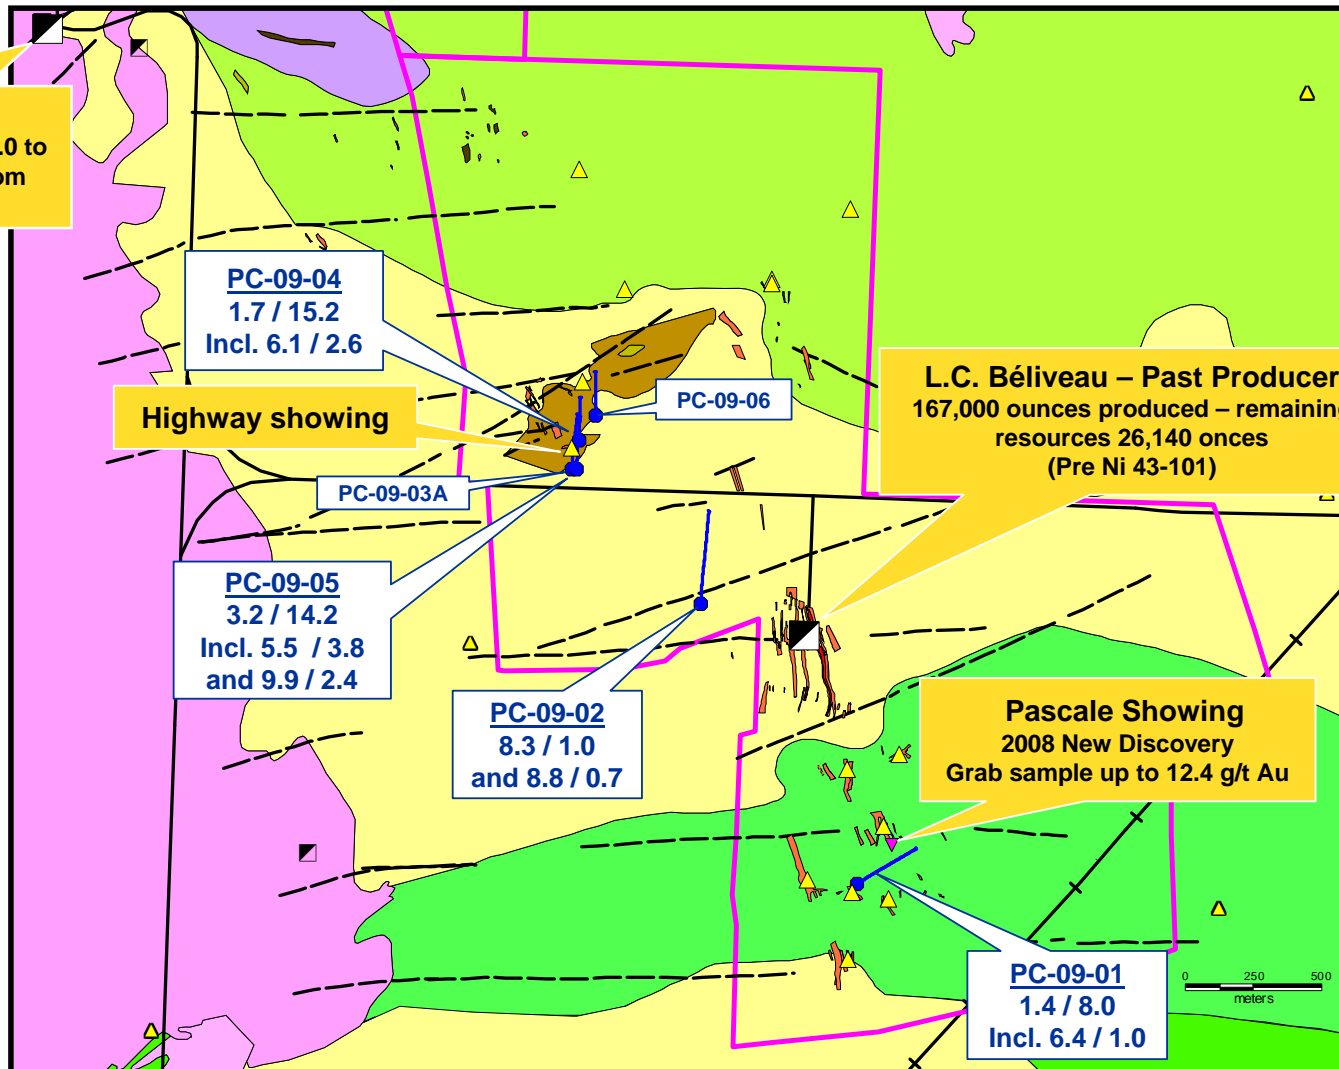 .0 to
om
PC-09-04
1.7 / 15.2
Incl. 6.1 / 2.6
Highway showing
PC-09-06
L.C. Béliveau – Past Producer
167,000 ounces produced – remaining
resources 26,140 onces
(Pre Ni 43-101)
PC-09-03A
PC-09-05
3.2 / 14.2
Incl. 5.5 / 3.8
and 9.9 / 2.4
PC-09-02
8.3 / 1.0
and 8.8 / 0.7
Pascale Showing
2008 New Discovery
Grab sample up to 12.4 g/t Au
PC-09-01
1.4 / 8.0
Incl. 6.4 / 1.0
0 250 500
meters